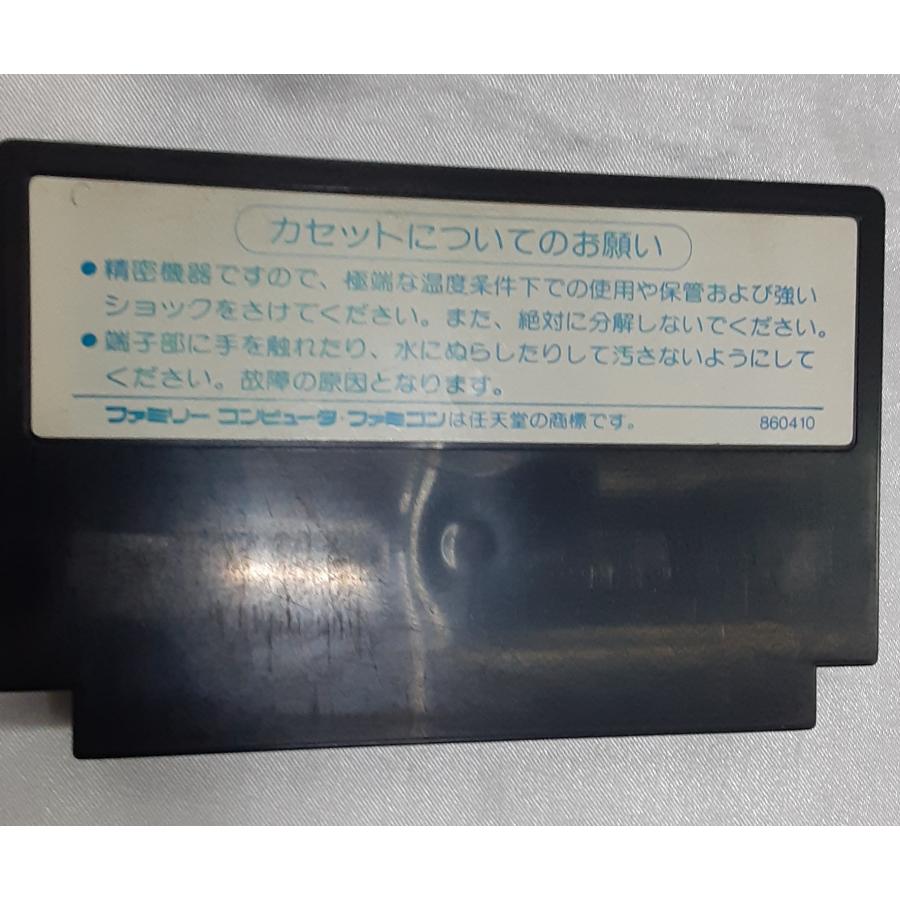 カセットについてのお願い
●精密機器ですので、極端な温度条件下での使用や保管および強い
ショックをさけてください。また、絶対に分解しないでください。
●端子部に手を触れたり、水にぬらしたりして汚さないようにして
ください。故障の原因となります。
ファミリーコンピュータ・ファミコンは任天堂の商標です。 860410